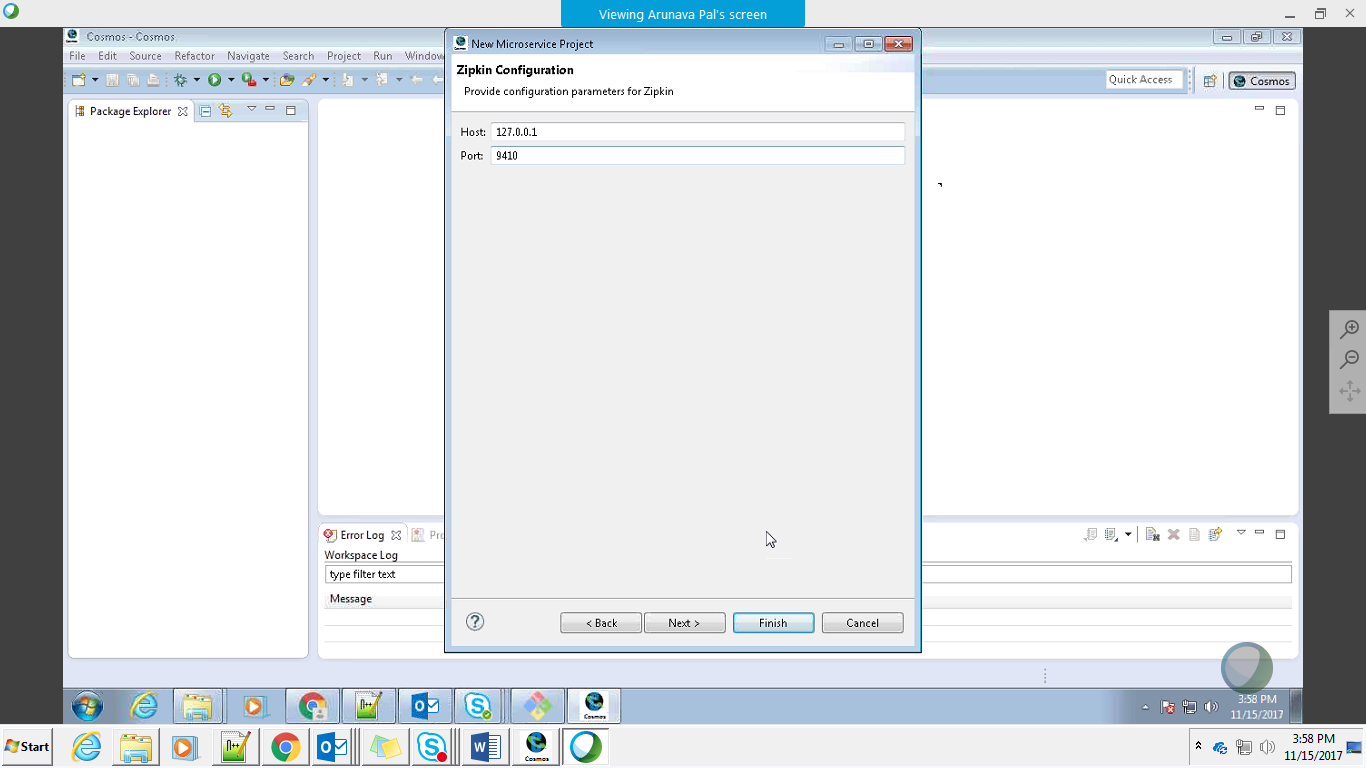 Viewing Arunava Pal's screen
Cosmos - Cosmos
File Edit Source Refactor Navigate Search Project Run Window
Quick Access
Cosmos
Package Explorer
New Microservice Project
Zipkin Configuration
Provide configuration parameters for Zipkin
Host: 127.0.0.1
Port: 9410
Error Log Pro
Workspace Log
type filter text
Message
< Back Next > Finish Cancel
Cosmos
3:58 PM
11/15/2017
Start
n++
Cosmos
3:58 PM
11/15/2017